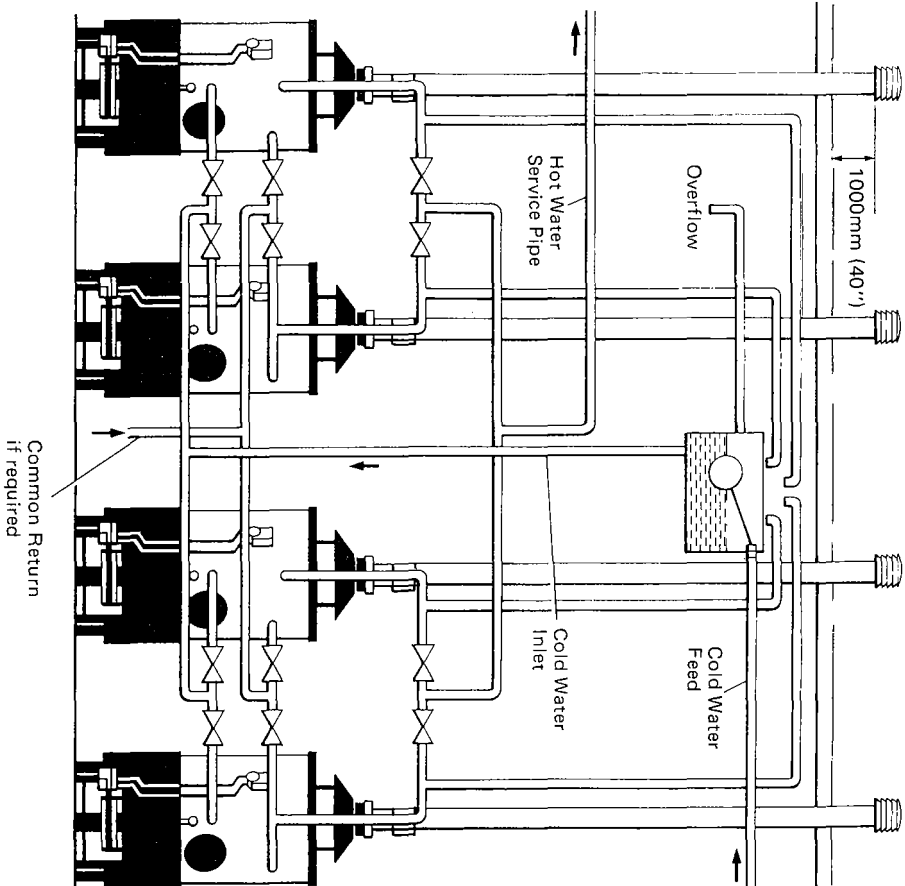 1000mm (40")
Overflow
Hot Water
Service Pipe
Cold Water
Feed
Cold Water
Inlet
Common Return
if required